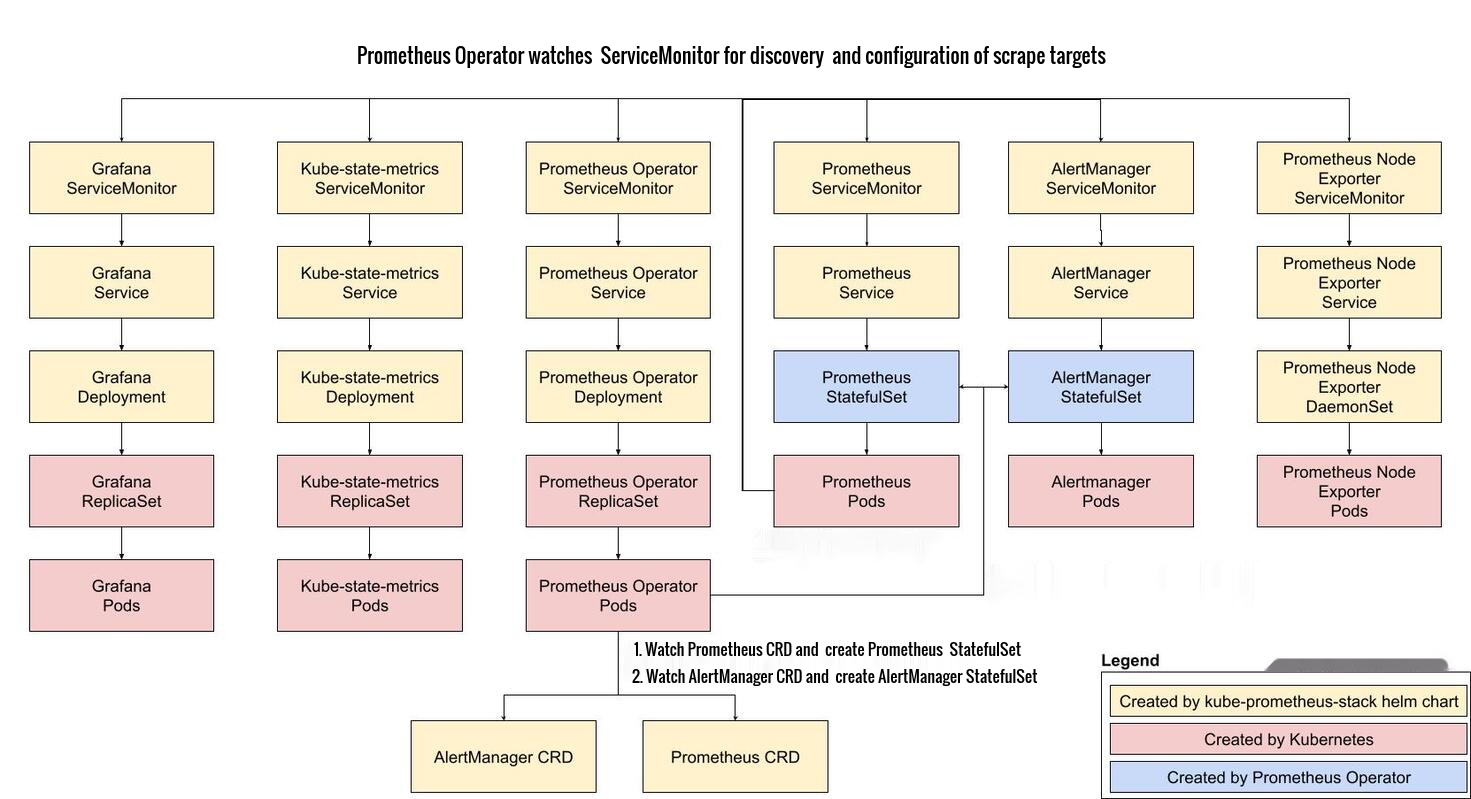 Prometheus Operator watches ServiceMonitor for discovery and configuration of scrape targets
Grafana
ServiceMonitor
Kube-state-metrics
ServiceMonitor
Prometheus Operator
ServiceMonitor
Prometheus
ServiceMonitor
AlertManager
ServiceMonitor
Prometheus Node
Exporter
ServiceMonitor
Grafana
Service
Kube-state-metrics
Service
Prometheus Operator
Service
Prometheus
Service
AlertManager
Service
Prometheus Node
Exporter
Service
Grafana
Deployment
Kube-state-metrics
Deployment
Prometheus Operator
Deployment
Prometheus
StatefulSet
AlertManager
StatefulSet
Prometheus Node
Exporter
DaemonSet
Grafana
ReplicaSet
Kube-state-metrics
ReplicaSet
Prometheus Operator
ReplicaSet
Prometheus
Pods
Alertmanager
Pods
Prometheus Node
Exporter
Pods
Grafana
Pods
Kube-state-metrics
Pods
Prometheus Operator
Pods
1. Watch Prometheus CRD and create Prometheus StatefulSet
2. Watch AlertManager CRD and create AlertManager StatefulSet
AlertManager CRD
Prometheus CRD
Legend
Created by kube-prometheus-stack helm chart
Created by Kubernetes
Created by Prometheus Operator